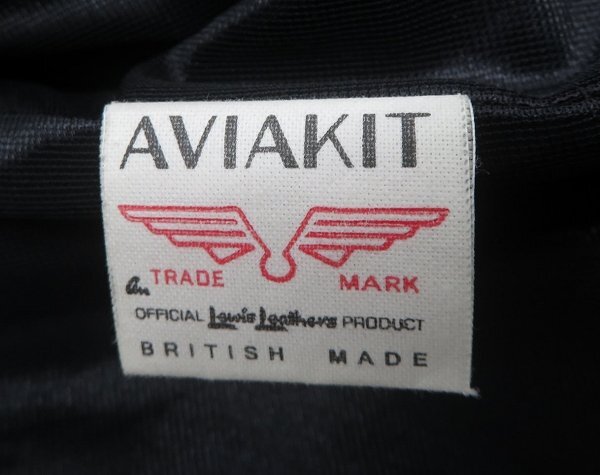 AVIAKIT
TRADE MARK
An
OFFICIAL Lewis Leathers PRODUCT
BRITISH MADE